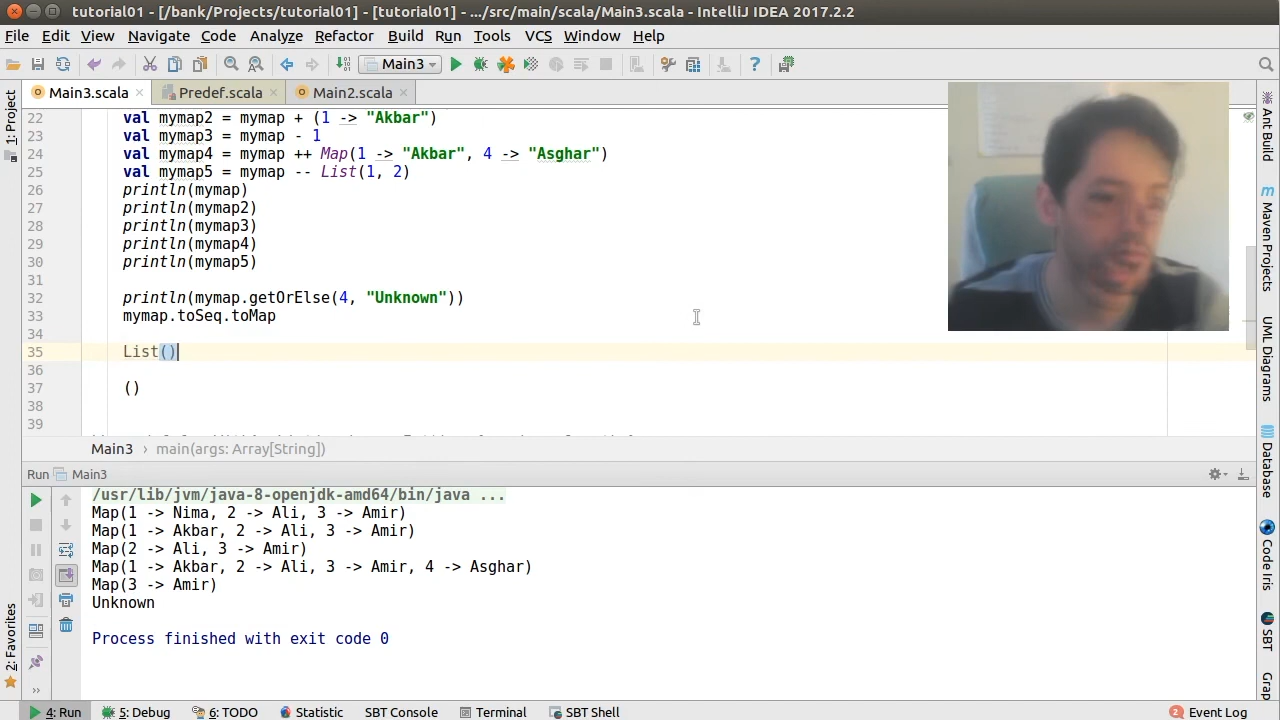 tutorial01 - [/bank/Projects/tutorial01] - [tutorial01] - .../src/main/scala/Main3.scala - IntelliJ IDEA 2017.2.2
File Edit View Navigate Code Analyze Refactor Build Run Tools VCS Window Help
Main3
Main3.scala Predef.scala Main2.scala
22 val mymap2 = mymap + (1 -> "Akbar")
23 val mymap3 = mymap - 1
24 val mymap4 = mymap ++ Map(1 -> "Akbar", 4 -> "Asghar")
25 val mymap5 = mymap -- List(1, 2)
26 println(mymap)
27 println(mymap2)
28 println(mymap3)
29 println(mymap4)
30 println(mymap5)
31
32 println(mymap.getOrElse(4, "Unknown"))
33 mymap.toSeq.toMap
34
35 List()
36
37 ()
38
39
Main3 › main(args: Array[String])
Run Main3
/usr/lib/jvm/java-8-openjdk-amd64/bin/java ...
Map(1 -> Nima, 2 -> Ali, 3 -> Amir)
Map(1 -> Akbar, 2 -> Ali, 3 -> Amir)
Map(2 -> Ali, 3 -> Amir)
Map(1 -> Akbar, 2 -> Ali, 3 -> Amir, 4 -> Asghar)
Map(3 -> Amir)
Unknown
Process finished with exit code 0
4: Run 5: Debug 6: TODO Statistic SBT Console Terminal SBT Shell 2 Event Log
1: Project
2: Favorites
Ant Build
Maven Projects
UML Diagrams
Database
Code Iris
SBT
Grap